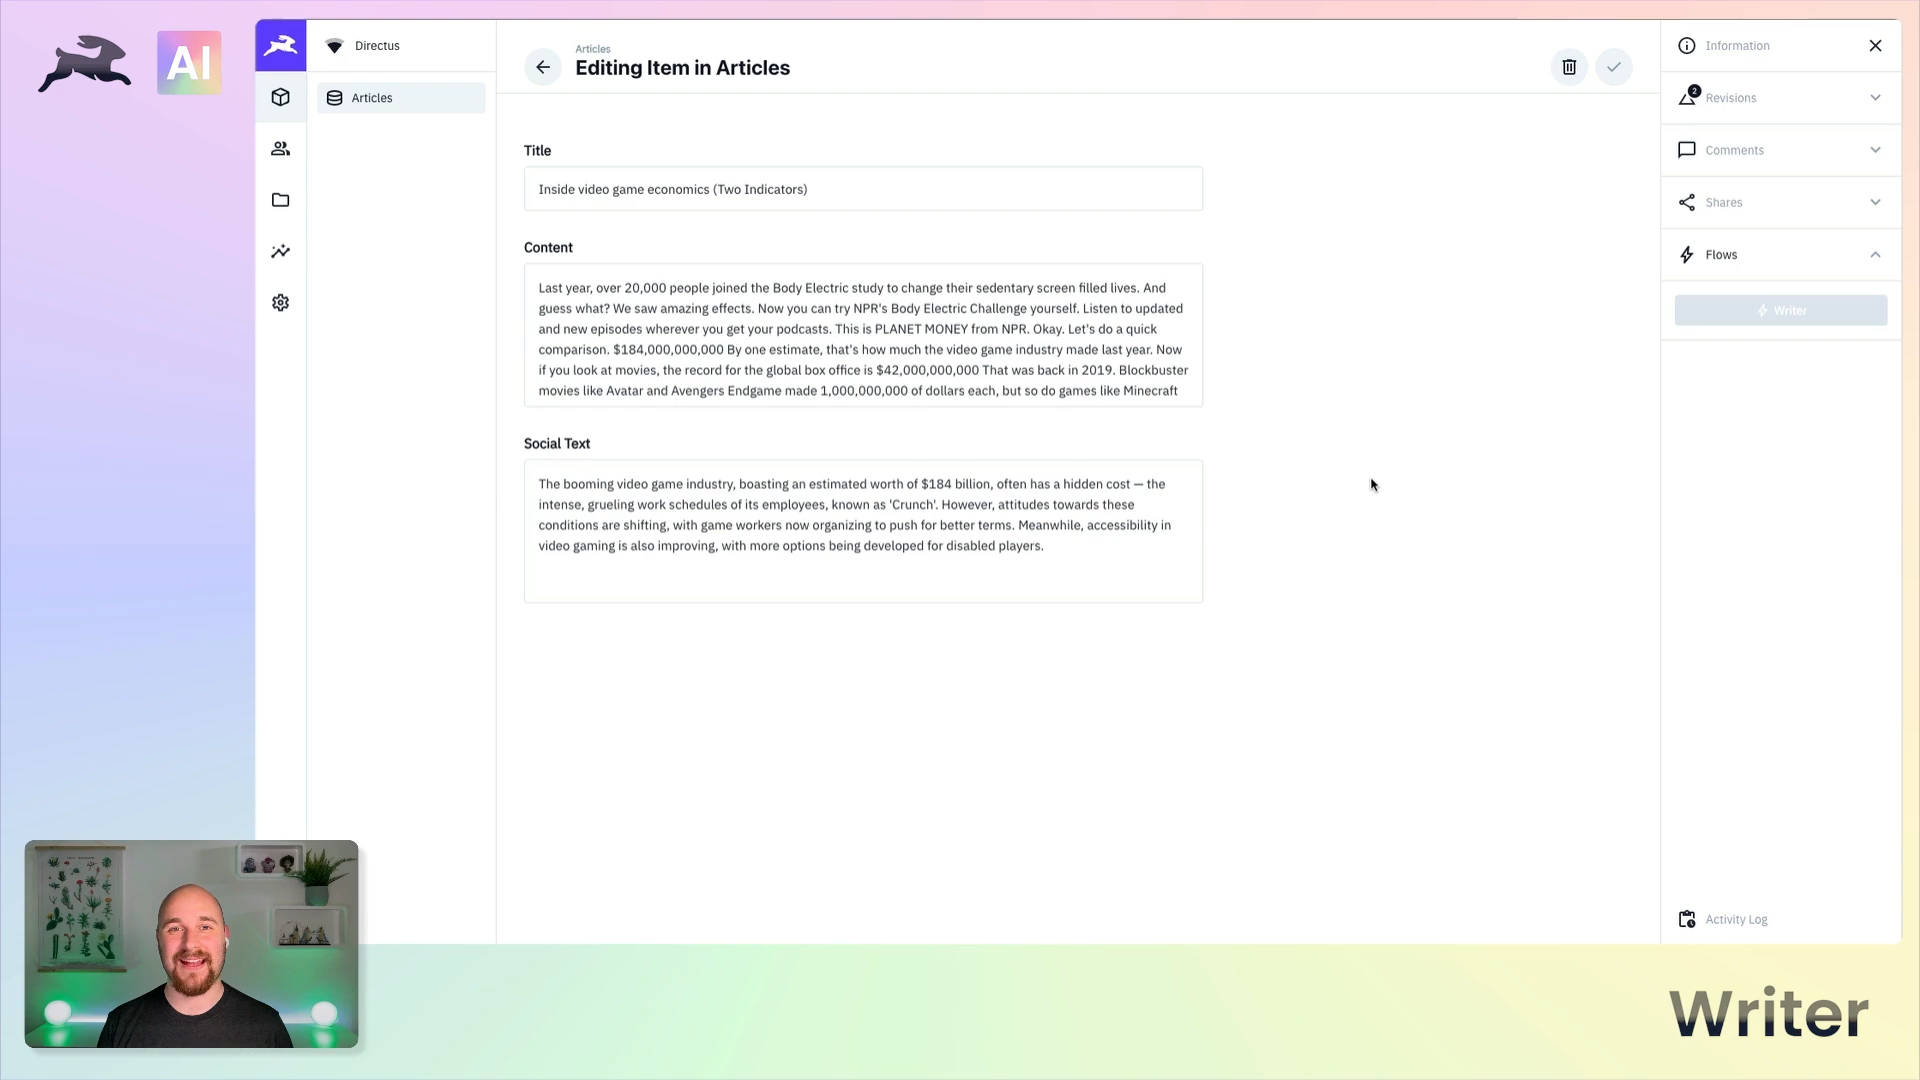 AI
Directus
Articles
Articles
Editing Item in Articles
Title
Inside video game economics (Two Indicators)
Content
Last year, over 20,000 people joined the Body Electric study to change their sedentary screen filled lives. And
guess what? We saw amazing effects. Now you can try NPR's Body Electric Challenge yourself. Listen to updated
and new episodes wherever you get your podcasts. This is PLANET MONEY from NPR. Okay. Let's do a quick
comparison. $184,000,000,000 By one estimate, that's how much the video game industry made last year. Now
if you look at movies, the record for the global box office is $42,000,000,000 That was back in 2019. Blockbuster
movies like Avatar and Avengers Endgame made 1,000,000,000 of dollars each, but so do games like Minecraft
Social Text
The booming video game industry, boasting an estimated worth of $184 billion, often has a hidden cost — the
intense, grueling work schedules of its employees, known as 'Crunch'. However, attitudes towards these
conditions are shifting, with game workers now organizing to push for better terms. Meanwhile, accessibility in
video gaming is also improving, with more options being developed for disabled players.
Information
2
Revisions
Comments
Shares
Flows
Writer
Activity Log
Writer